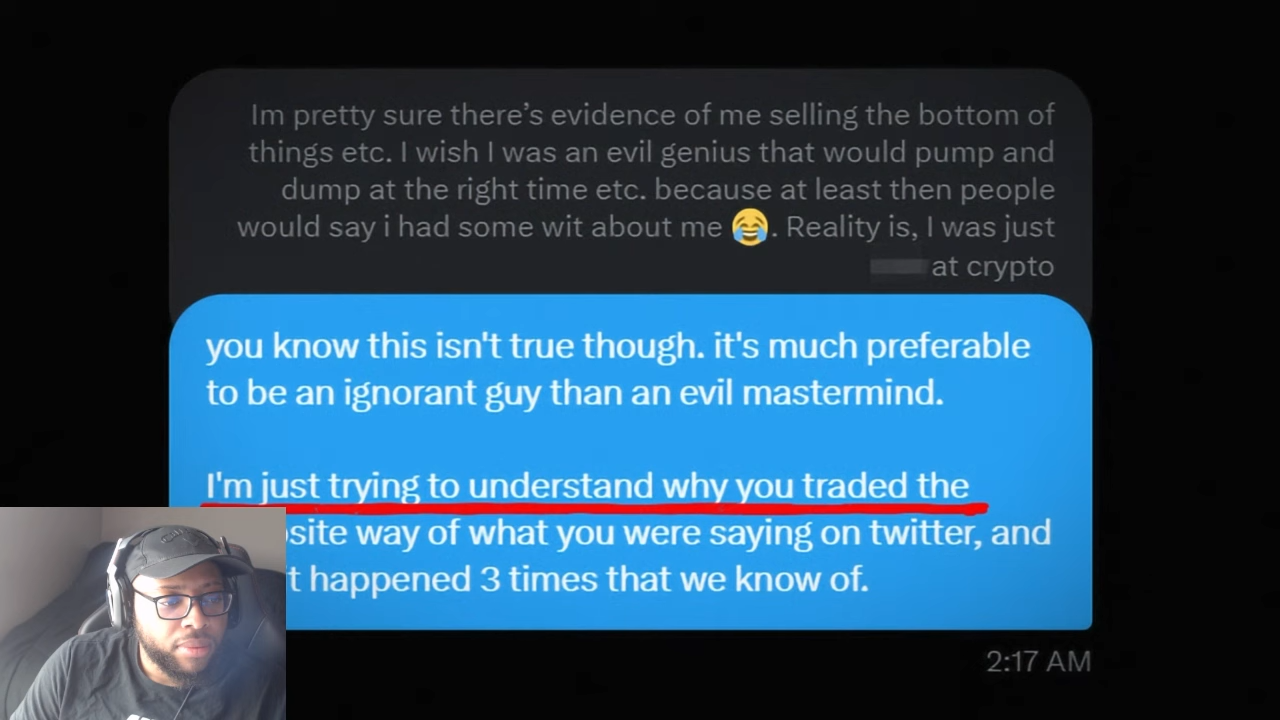 Im pretty sure there's evidence of me selling the bottom of
things etc. I wish I was an evil genius that would pump and
dump at the right time etc. because at least then people
would say i had some wit about me 😂. Reality is, I was just
at crypto
you know this isn't true though. it's much preferable
to be an ignorant guy than an evil mastermind.
I'm just trying to understand why you traded the
site way of what you were saying on twitter, and
t happened 3 times that we know of.
2:17 AM